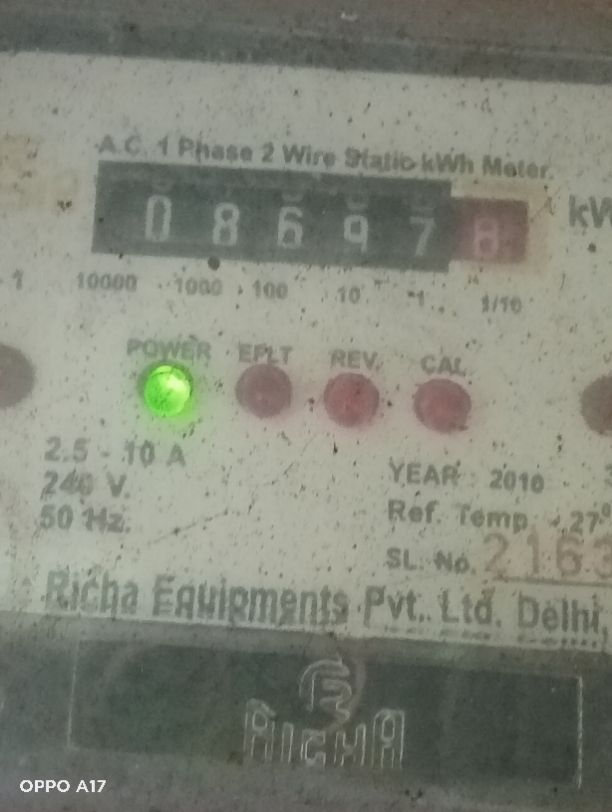 A.C. 1 Phase 2 Wire Static kWh Meter.
0 8 6 9 7 8
10000 1000 100 10 1 1/10
POWER EFLT REV. CAL
2.5 - 10 A
240 V.
50 Hz.
YEAR : 2010
Ref. Temp. 27°
SL. No. 2163
Richa Equipments Pvt. Ltd. Delhi,
RICHA
OPPO A17